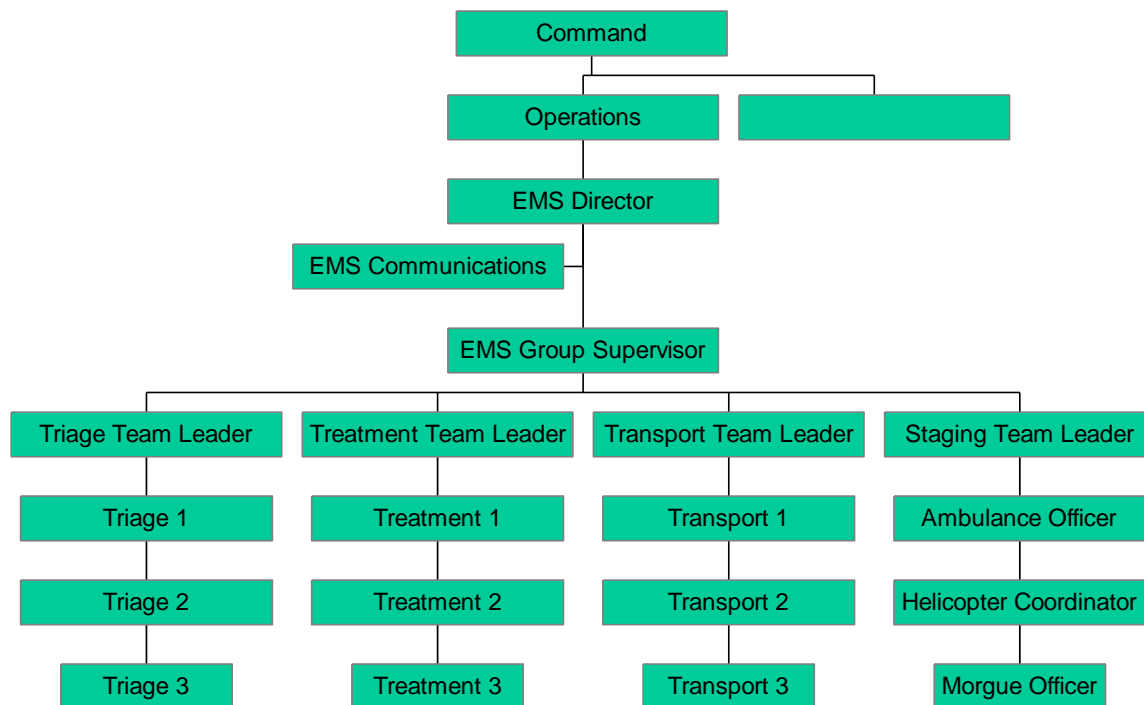 Command
Operations
EMS Director
EMS Communications
EMS Group Supervisor
Triage Team Leader
Treatment Team Leader
Transport Team Leader
Staging Team Leader
Triage 1
Treatment 1
Transport 1
Ambulance Officer
Triage 2
Treatment 2
Transport 2
Helicopter Coordinator
Triage 3
Treatment 3
Transport 3
Morgue Officer